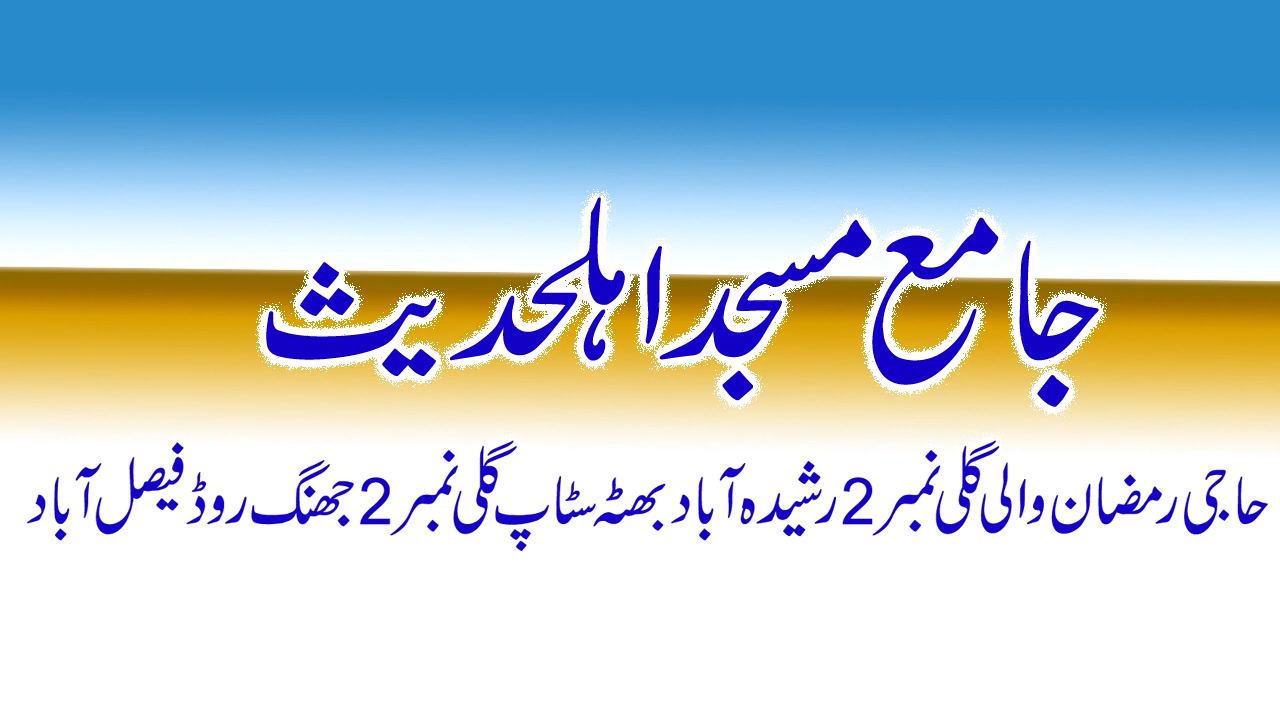 جامع مسجد اہلحدیث
حاجی رمضان والی گلی نمبر 2 رشیدہ آباد بھٹہ سٹاپ گلی نمبر 2 جھنگ روڈ فیصل آباد